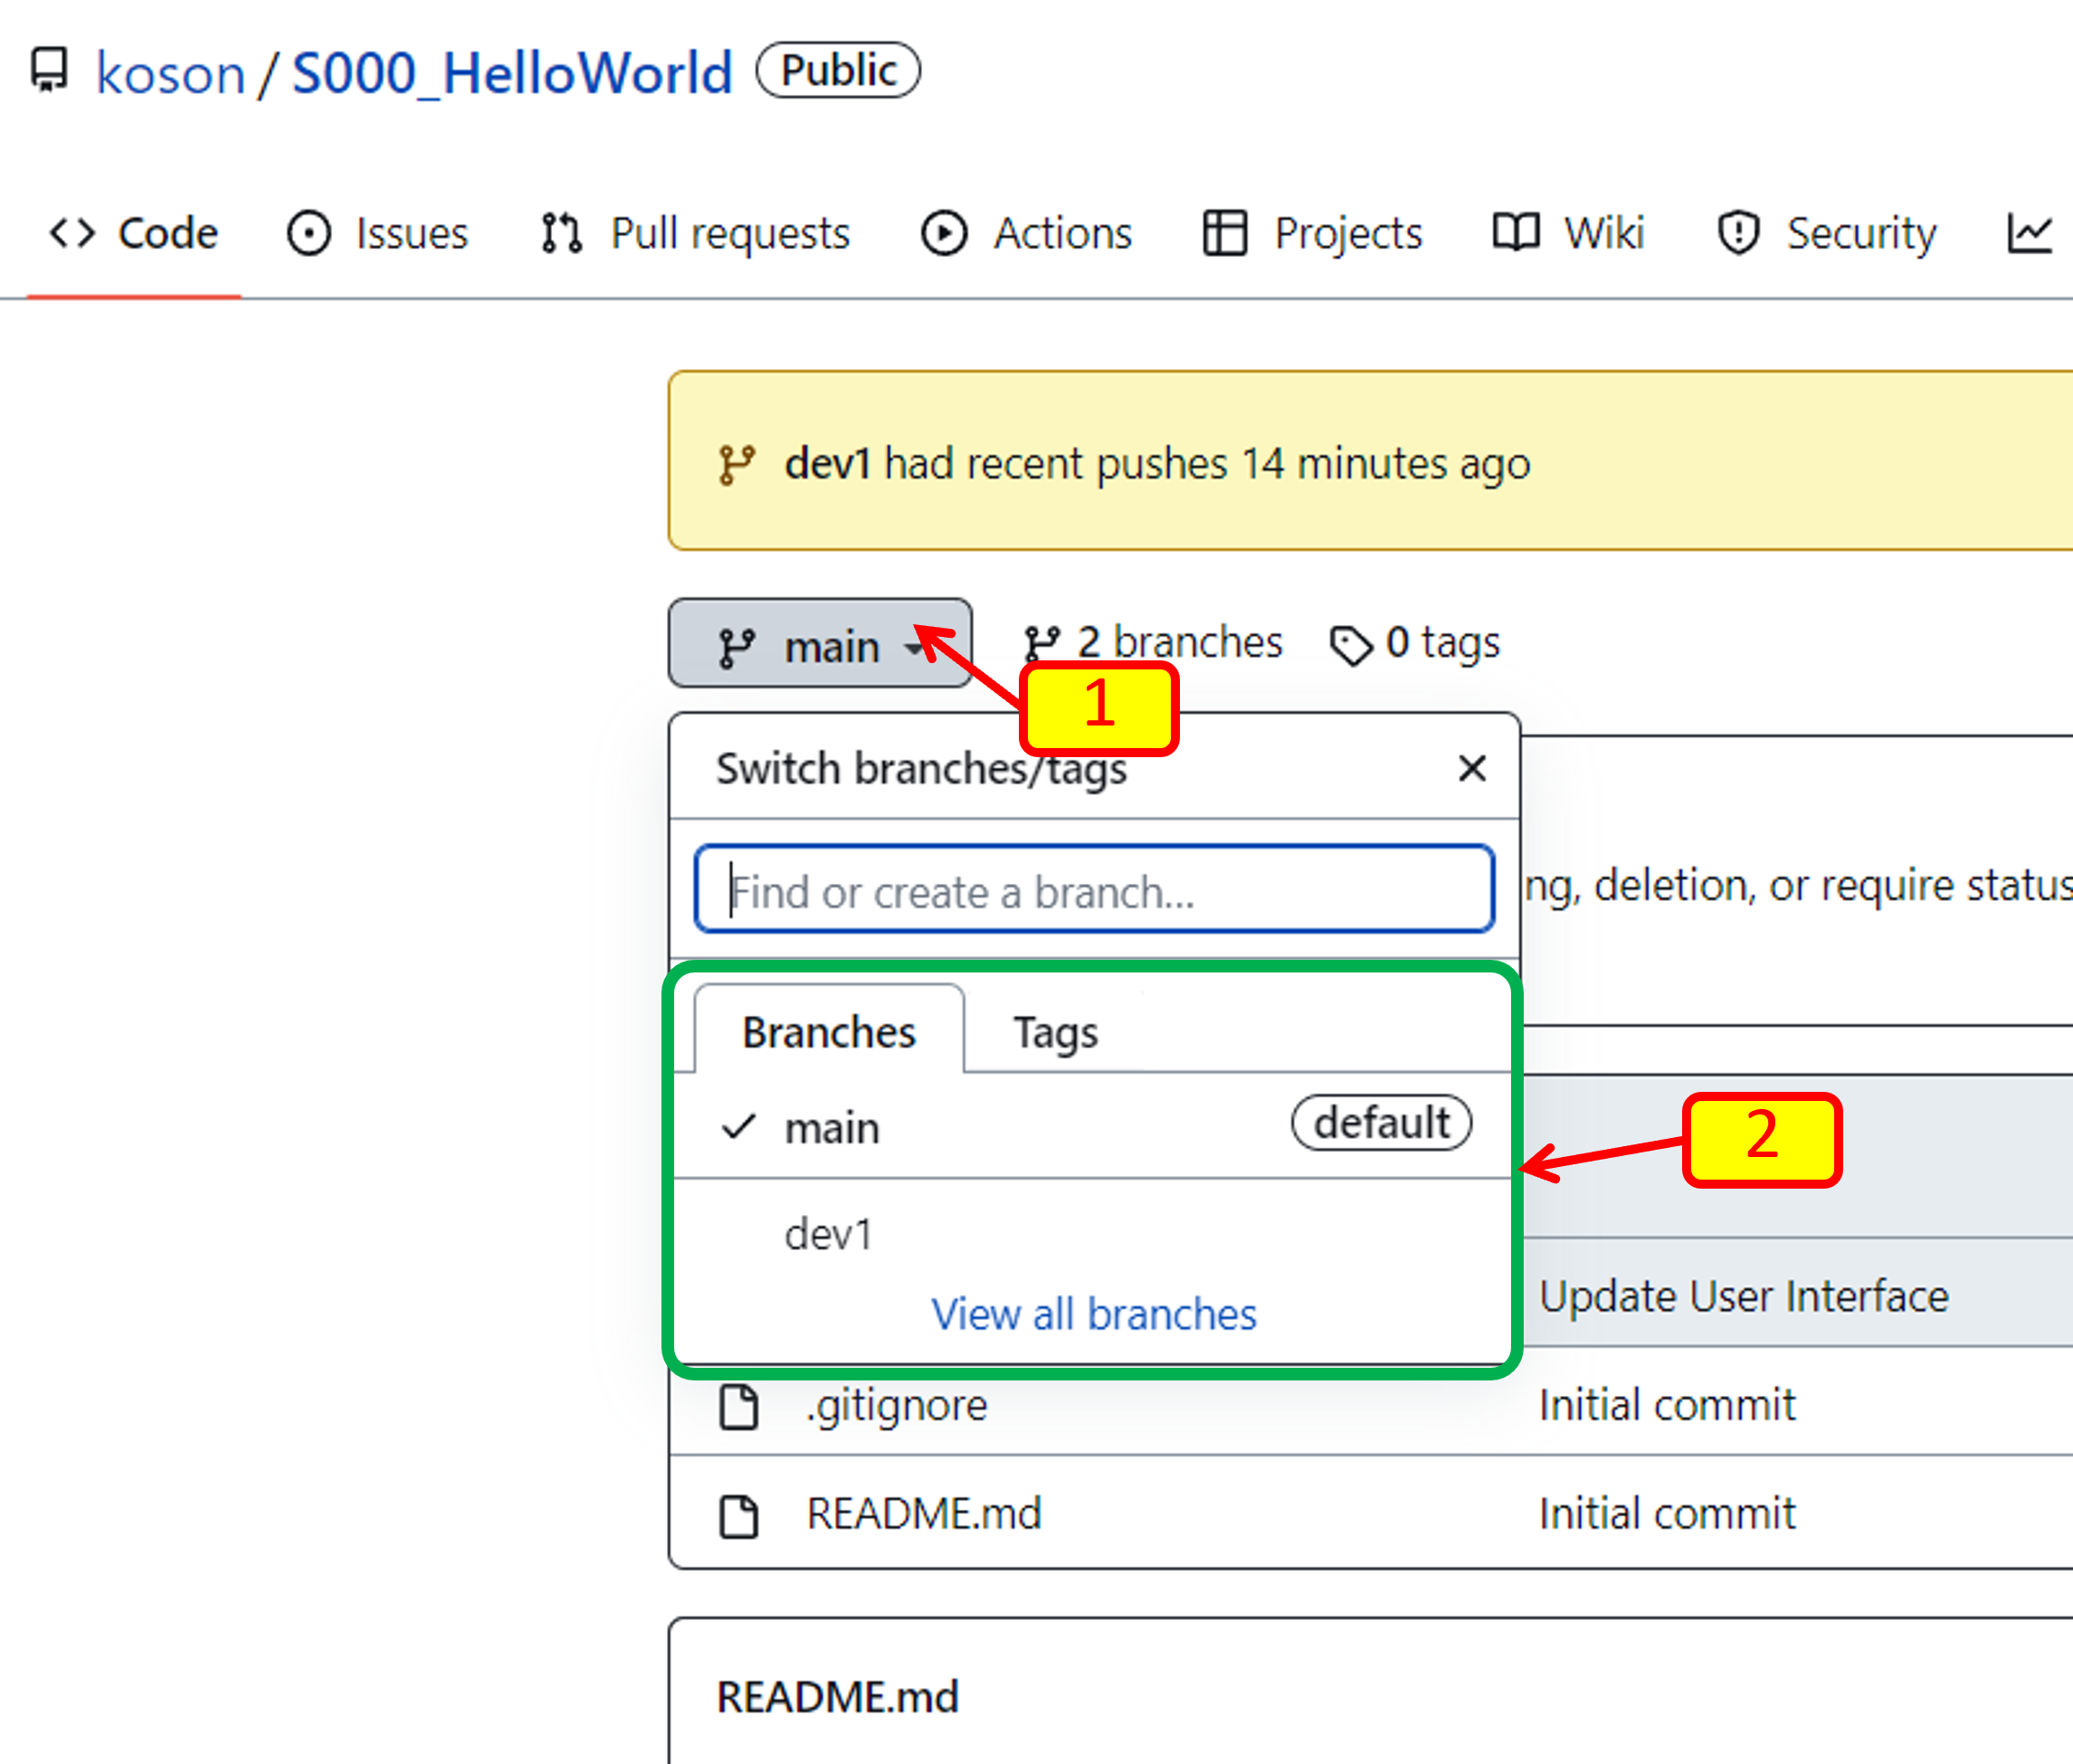 koson / S000_HelloWorld Public
Code Issues Pull requests Actions Projects Wiki Security
dev1 had recent pushes 14 minutes ago
main 2 branches 0 tags
1
Switch branches/tags
Find or create a branch...
ng, deletion, or require status
Branches Tags
main default
2
dev1
Update User Interface
View all branches
.gitignore Initial commit
README.md Initial commit
README.md